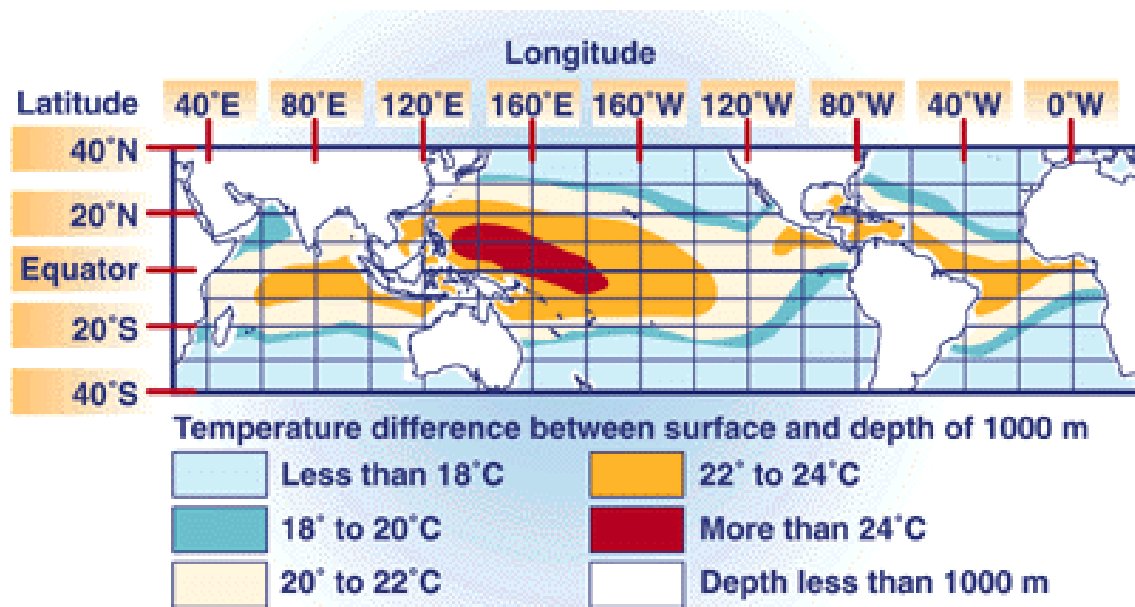 Longitude
Latitude 40°E 80°E 120°E 160°E 160°W 120°W 80°W 40°W 0°W
40°N
20°N
Equator
20°S
40°S
Temperature difference between surface and depth of 1000 m
Less than 18°C 22° to 24°C
18° to 20°C More than 24°C
20° to 22°C Depth less than 1000 m